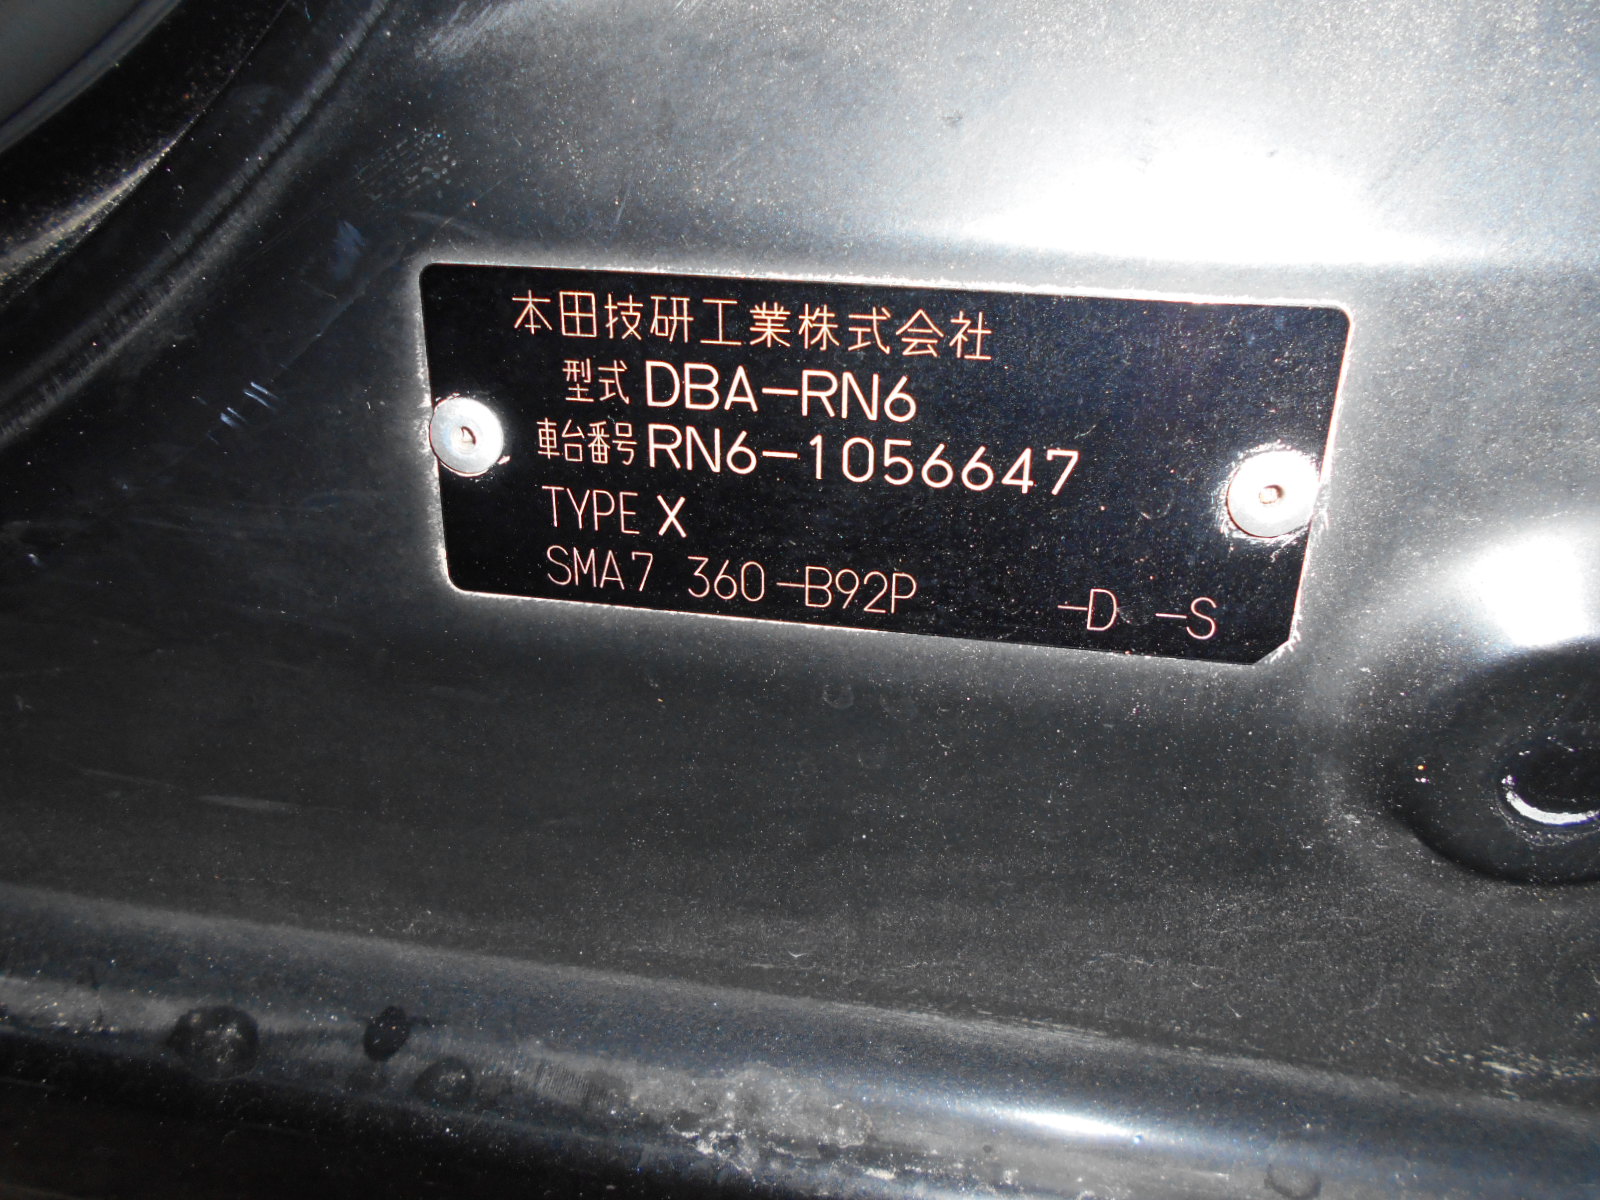 本田技研工業株式会社
型式 DBA-RN6
車台番号 RN6-1056647
TYPE X
SMA7 360-B92P -D -S